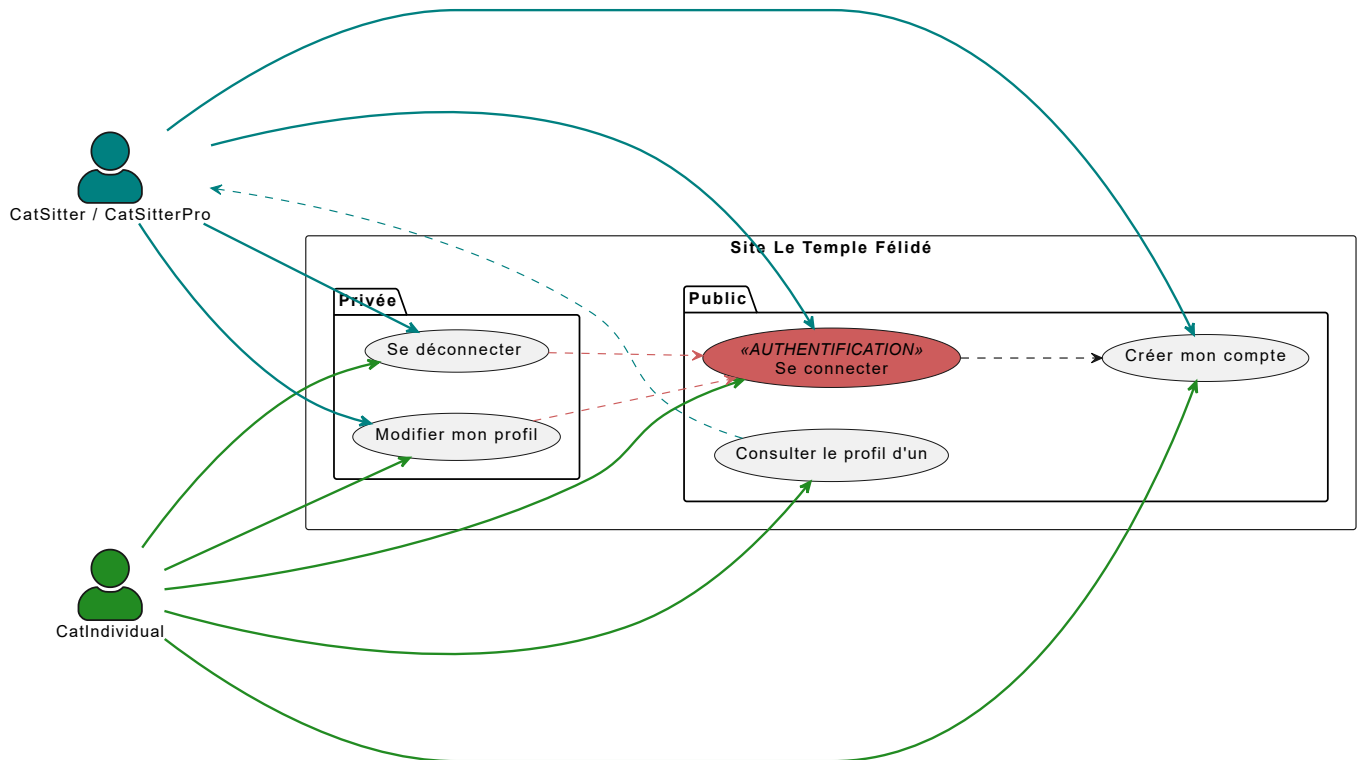 CatSitter / CatSitterPro
Site Le Temple Félidé
Privée
Public
Se déconnecter
«AUTHENTIFICATION»
Se connecter
Créer mon compte
Modifier mon profil
Consulter le profil d'un
CatIndividual